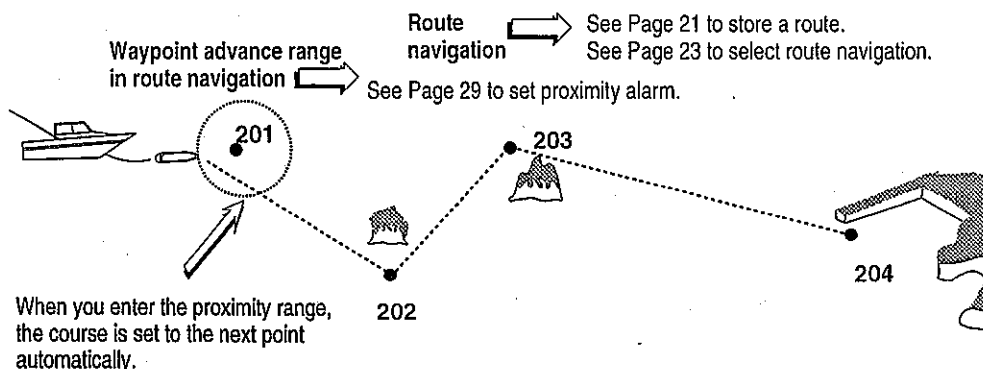 Route
navigation
See Page 21 to store a route.
See Page 23 to select route navigation.
Waypoint advance range
in route navigation
See Page 29 to set proximity alarm.
201
203
202
204
When you enter the proximity range,
the course is set to the next point
automatically.